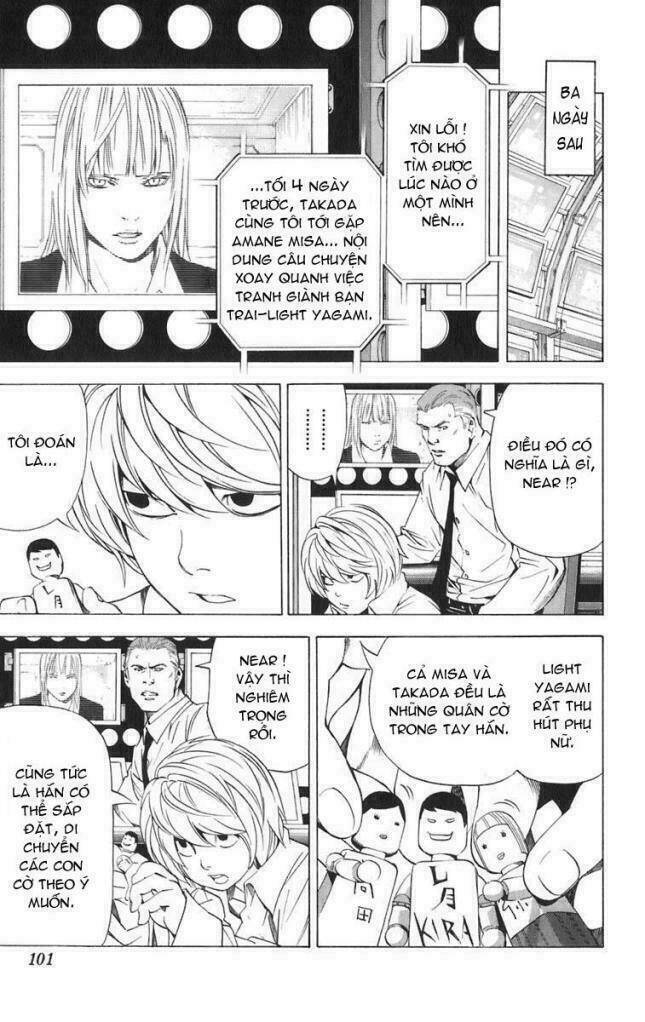 BA
NGÀY
SAU
XIN LỖI !
TÔI KHÓ
TÌM ĐƯỢC
LÚC NÀO Ở
MỘT MÌNH
NÊN...
...TỐI 4 NGÀY
TRƯỚC, TAKADA
CÙNG TÔI TỚI GẶP
AMANE MISA... NỘI
DUNG CÂU CHUYỆN
XOAY QUANH VIỆC
TRANH GIÀNH BẠN
TRAI-LIGHT YAGAMI.
ĐIỀU ĐÓ CÓ
NGHĨA LÀ GÌ,
NEAR !?
.........
TÔI ĐOÁN
LÀ...
L
LIGHT
YAGAMI
RẤT THU
HÚT PHỤ
NỮ.
CẢ MISA VÀ
TAKADA ĐỀU LÀ
NHỮNG QUÂN CỜ
TRONG TAY HẮN.
高田
L
月
KIRA
NEAR !
VẬY THÌ
NGHIÊM
TRỌNG
RỒI.
CŨNG TỨC
LÀ HẮN CÓ
THỂ SẮP
ĐẶT, DI
CHUYỂN
CÁC CON
CỜ THEO Ý
MUỐN.
101